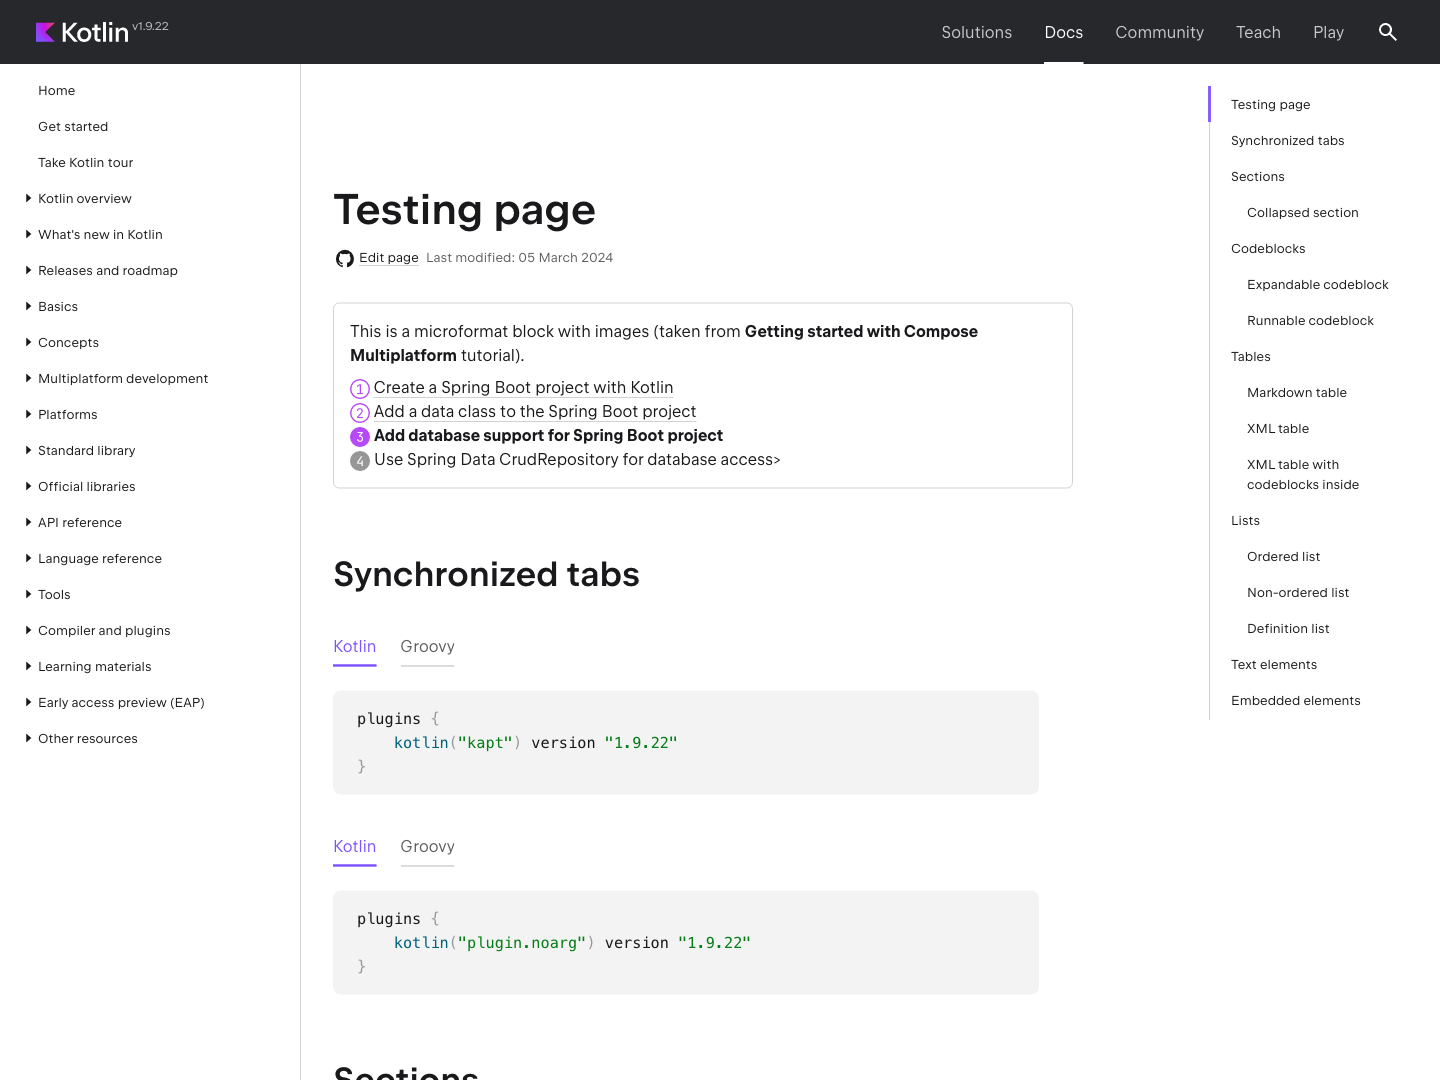 Kotlin v1.9.22
Solutions
Docs
Community
Teach
Play
Home
Get started
Take Kotlin tour
Kotlin overview
What's new in Kotlin
Releases and roadmap
Basics
Concepts
Multiplatform development
Platforms
Standard library
Official libraries
API reference
Language reference
Tools
Compiler and plugins
Learning materials
Early access preview (EAP)
Other resources
Testing page
Edit page Last modified: 05 March 2024
This is a microformat block with images (taken from Getting started with Compose
Multiplatform tutorial).
1 Create a Spring Boot project with Kotlin
2 Add a data class to the Spring Boot project
3 Add database support for Spring Boot project
4 Use Spring Data CrudRepository for database access>
Synchronized tabs
Kotlin Groovy
plugins {
    kotlin("kapt") version "1.9.22"
}
Kotlin Groovy
plugins {
    kotlin("plugin.noarg") version "1.9.22"
}
Sections
Testing page
Synchronized tabs
Sections
Collapsed section
Codeblocks
Expandable codeblock
Runnable codeblock
Tables
Markdown table
XML table
XML table with
codeblocks inside
Lists
Ordered list
Non-ordered list
Definition list
Text elements
Embedded elements